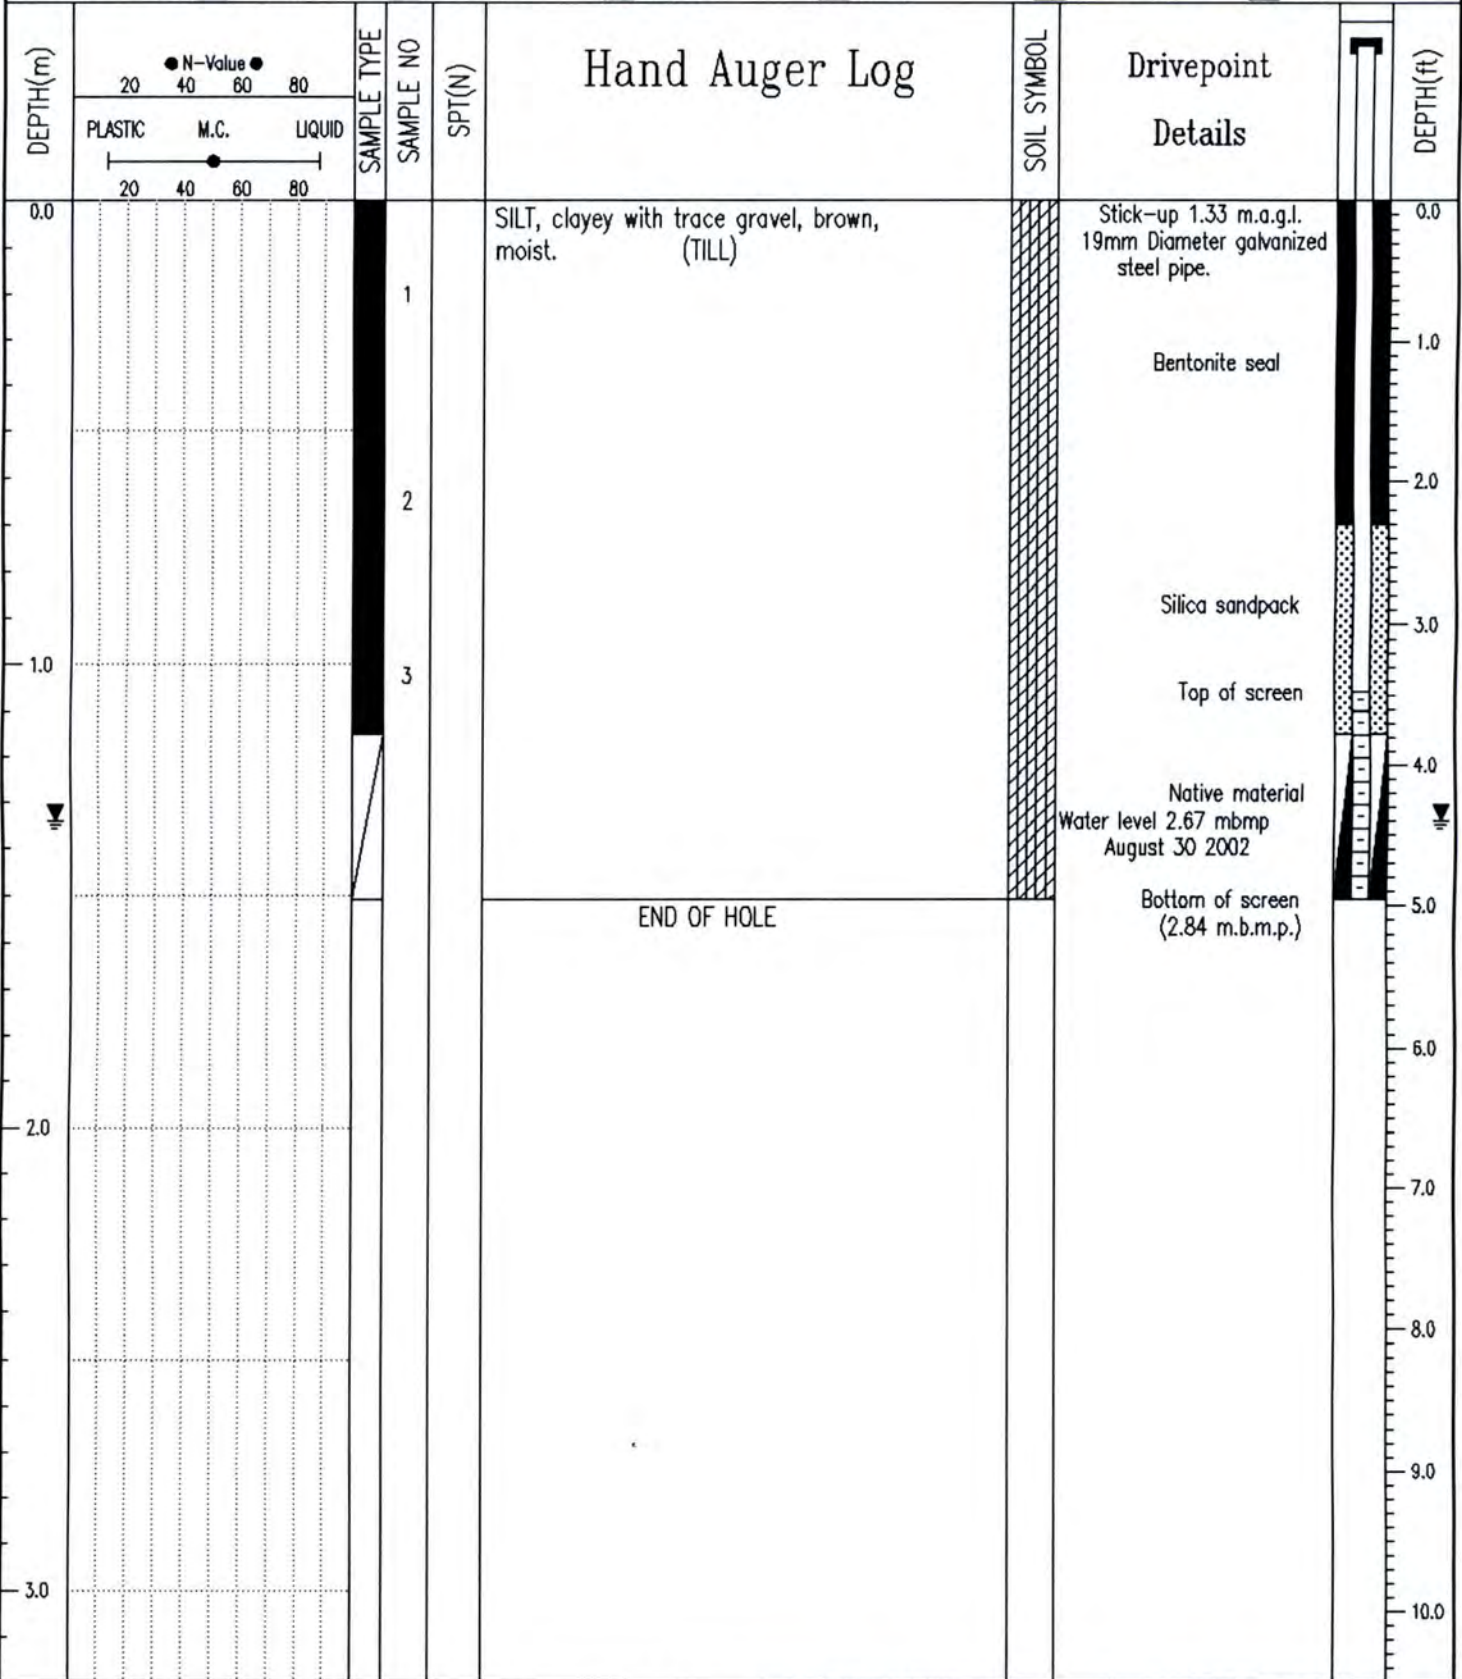 DEPTH(m)
● N-Value ●
20 40 60 80
PLASTIC M.C. LIQUID
20 40 60 80
SAMPLE TYPE
SAMPLE NO
SPT(N)
Hand Auger Log
SOIL SYMBOL
Drivepoint
Details
DEPTH(ft)
0.0
SILT, clayey with trace gravel, brown,
moist. (TILL)
Stick-up 1.33 m.a.g.l.
19mm Diameter galvanized
steel pipe.
0.0
1
1.0
Bentonite seal
2.0
2
Silica sandpack
3.0
1.0
3
Top of screen
4.0
Native material
Water level 2.67 mbmp
August 30 2002
Bottom of screen
(2.84 m.b.m.p.)
5.0
END OF HOLE
6.0
2.0
7.0
8.0
9.0
3.0
10.0